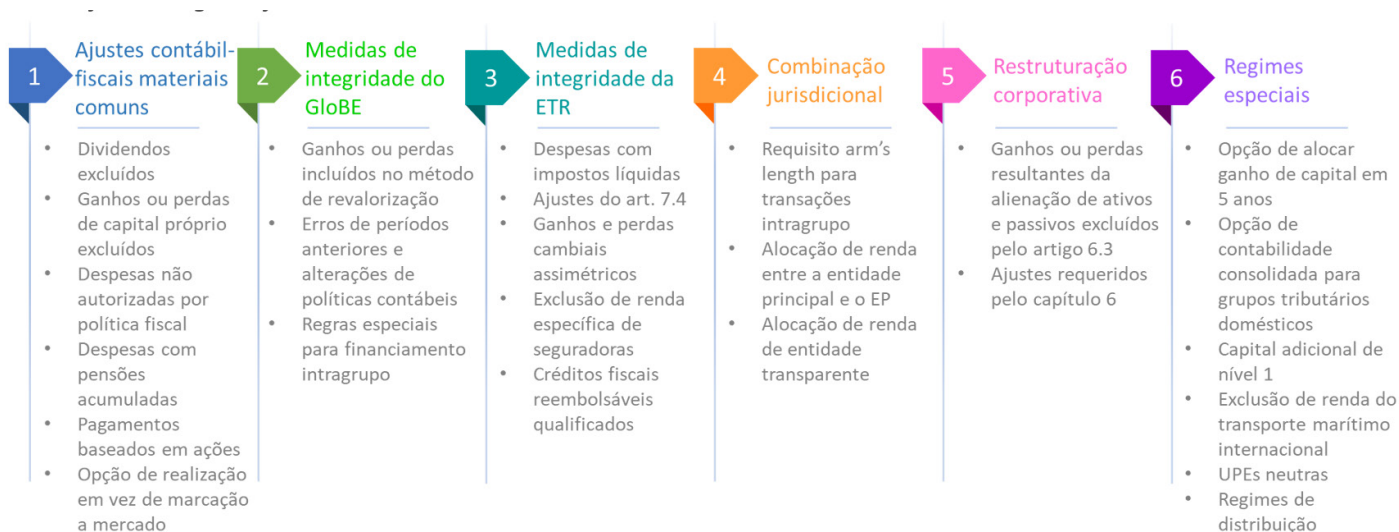 1
Ajustes contábil-
fiscais materiais
comuns
• Dividendos
excluídos
• Ganhos ou perdas
de capital próprio
excluídos
• Despesas não
autorizadas por
política fiscal
• Despesas com
pensões
acumuladas
• Pagamentos
baseados em ações
• Opção de realização
em vez de marcação
a mercado
2
Medidas de
integridade do
GloBE
• Ganhos ou perdas
incluídos no método
de revalorização
• Erros de períodos
anteriores e
alterações de
políticas contábeis
• Regras especiais
para financiamento
intragrupo
3
Medidas de
integridade da
ETR
• Despesas com
impostos líquidas
• Ajustes do art. 7.4
• Ganhos e perdas
cambiais
assimétricos
• Exclusão de renda
específica de
seguradoras
• Créditos fiscais
reembolsáveis
qualificados
4
Combinação
jurisdicional
• Requisito arm’s
length para
transações
intragrupo
• Alocação de renda
entre a entidade
principal e o EP
• Alocação de renda
de entidade
transparente
5
Restruturação
corporativa
• Ganhos ou perdas
resultantes da
alienação de ativos
e passivos excluídos
pelo artigo 6.3
• Ajustes requeridos
pelo capítulo 6
6
Regimes
especiais
• Opção de alocar
ganho de capital em
5 anos
• Opção de
contabilidade
consolidada para
grupos tributários
domésticos
• Capital adicional de
nível 1
• Exclusão de renda do
transporte marítimo
internacional
• UPEs neutras
• Regimes de
distribuição